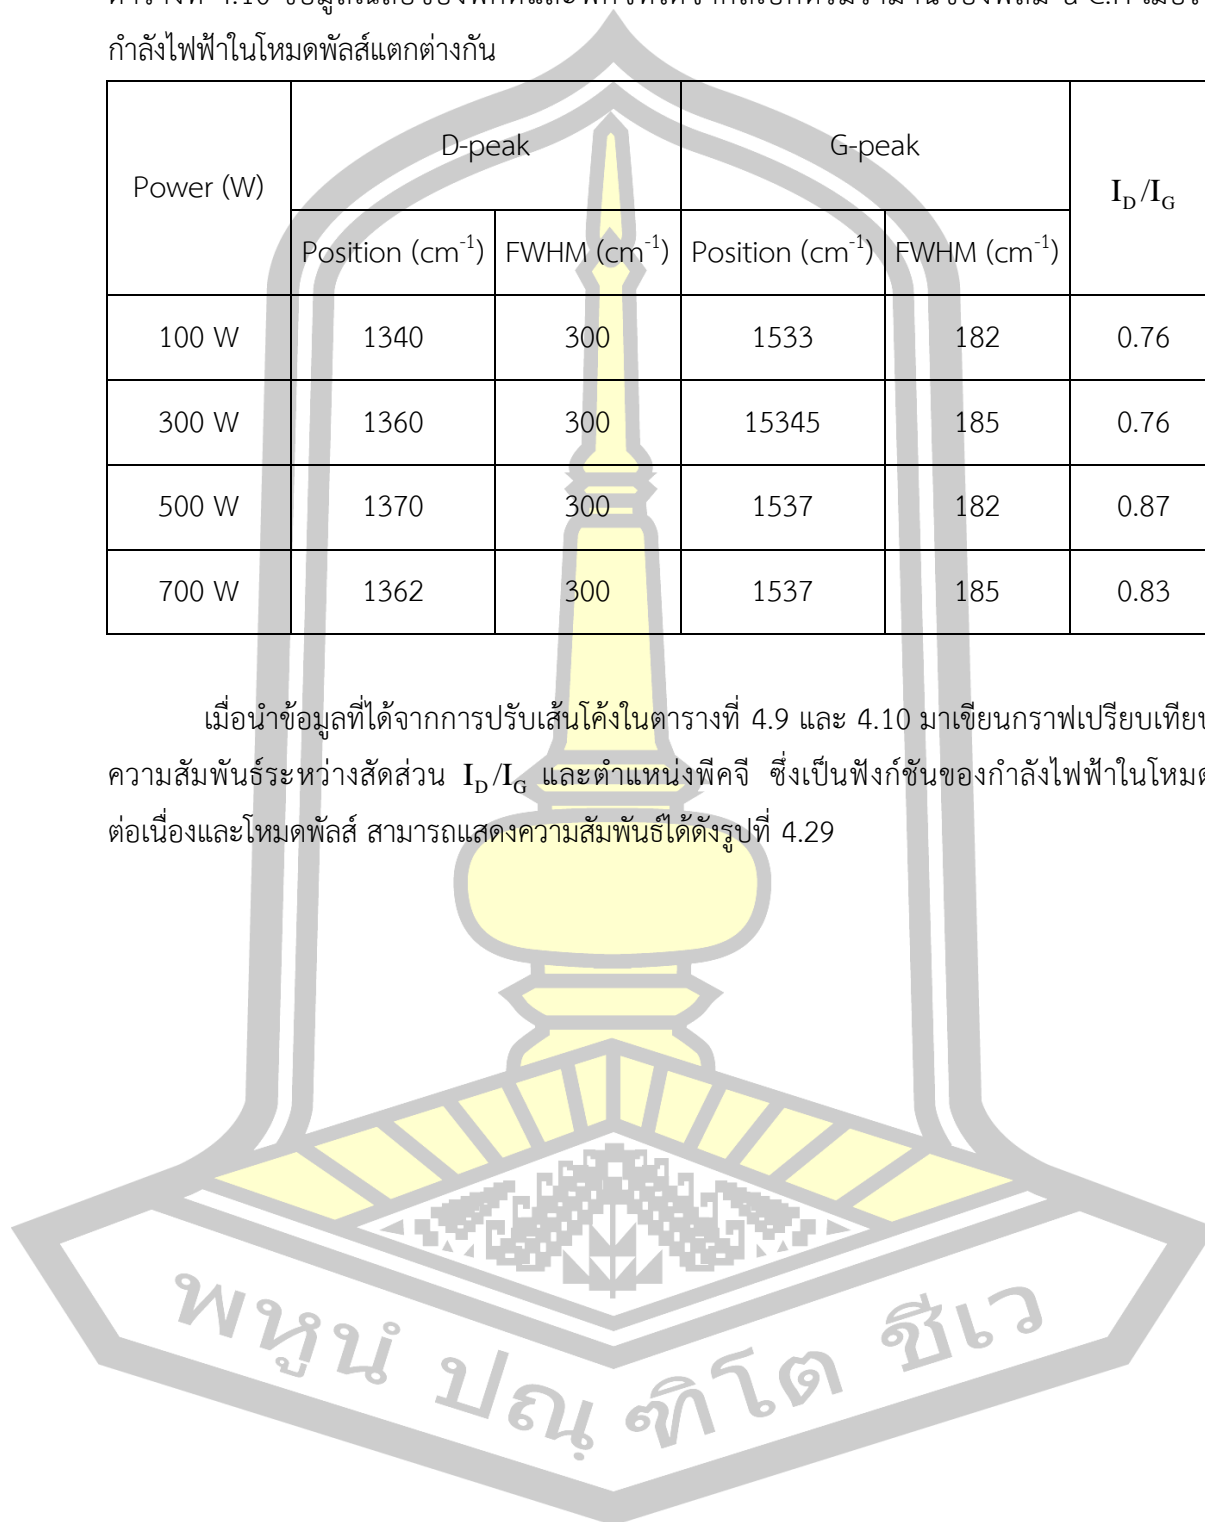 กำลังไฟฟ้าในโหมดพัลส์แตกต่างกัน
Power (W) D-peak G-peak I_D/I_G
Position (cm⁻¹) FWHM (cm⁻¹) Position (cm⁻¹) FWHM (cm⁻¹)
100 W 1340 300 1533 182 0.76
300 W 1360 300 15345 185 0.76
500 W 1370 300 1537 182 0.87
700 W 1362 300 1537 185 0.83
เมื่อนำข้อมูลที่ได้จากการปรับเส้นโค้งในตารางที่ 4.9 และ 4.10 มาเขียนกราฟเปรียบเทียบ
ความสัมพันธ์ระหว่างสัดส่วน I_D/I_G และตำแหน่งพีคจี ซึ่งเป็นฟังก์ชันของกำลังไฟฟ้าในโหมด
ต่อเนื่องและโหมดพัลส์ สามารถแสดงความสัมพันธ์ได้ดังรูปที่ 4.29
พหูนํ ปณฺฑิโต ชีเว